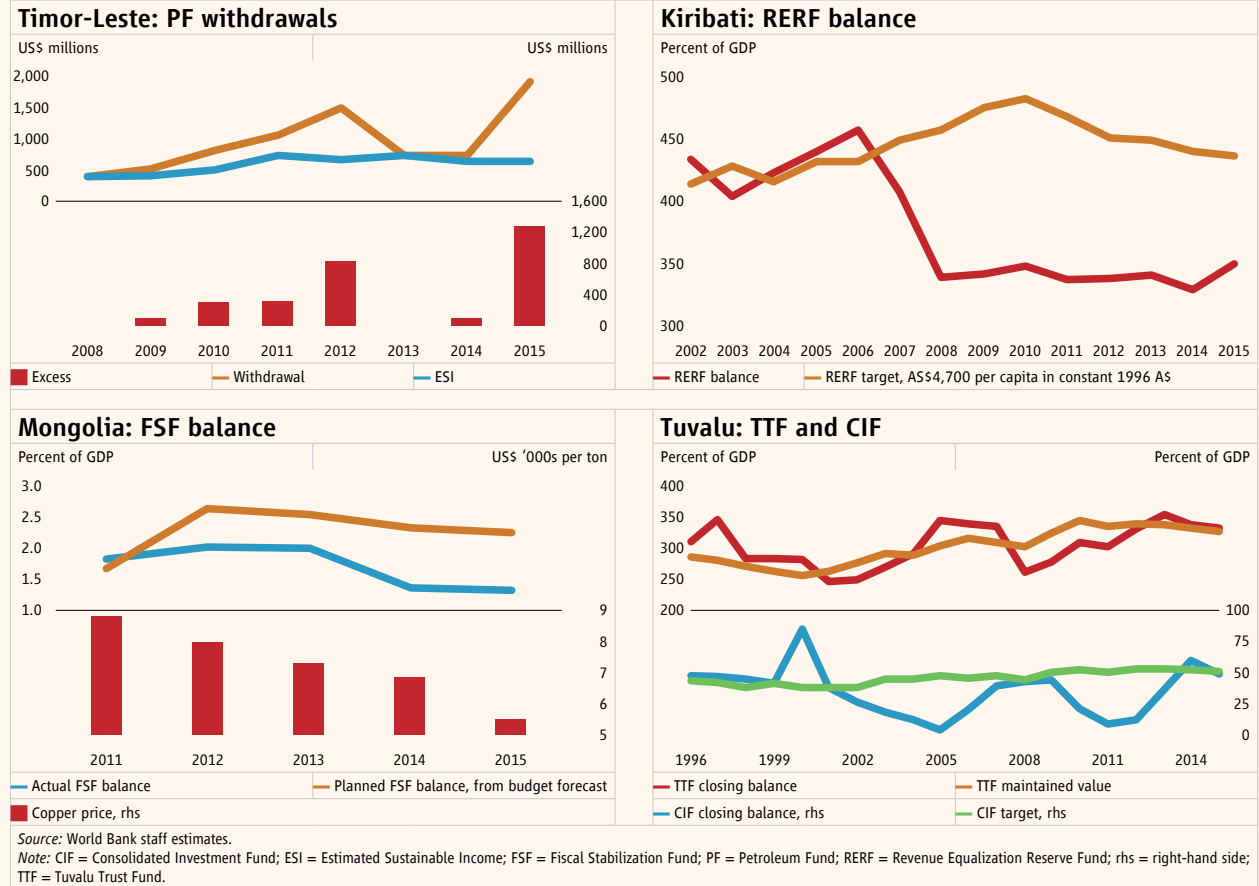 Timor-Leste: PF withdrawals
US$ millions
US$ millions
2,000
1,500
1,000
500
0
1,600
1,200
800
400
0
2008 2009 2010 2011 2012 2013 2014 2015
Excess
Withdrawal
ESI
Kiribati: RERF balance
Percent of GDP
500
450
400
350
300
2002 2003 2004 2005 2006 2007 2008 2009 2010 2011 2012 2013 2014 2015
RERF balance
RERF target, AS$4,700 per capita in constant 1996 A$
Mongolia: FSF balance
Percent of GDP
US$ ‘000s per ton
3.0
2.5
2.0
1.5
1.0
9
8
7
6
5
2011 2012 2013 2014 2015
Actual FSF balance
Planned FSF balance, from budget forecast
Copper price, rhs
Tuvalu: TTF and CIF
Percent of GDP
Percent of GDP
400
350
300
250
200
100
75
50
25
0
1996 1999 2002 2005 2008 2011 2014
TTF closing balance
TTF maintained value
CIF closing balance, rhs
CIF target, rhs
Source: World Bank staff estimates.
Note: CIF = Consolidated Investment Fund; ESI = Estimated Sustainable Income; FSF = Fiscal Stabilization Fund; PF = Petroleum Fund; RERF = Revenue Equalization Reserve Fund; rhs = right-hand side;
TTF = Tuvalu Trust Fund.